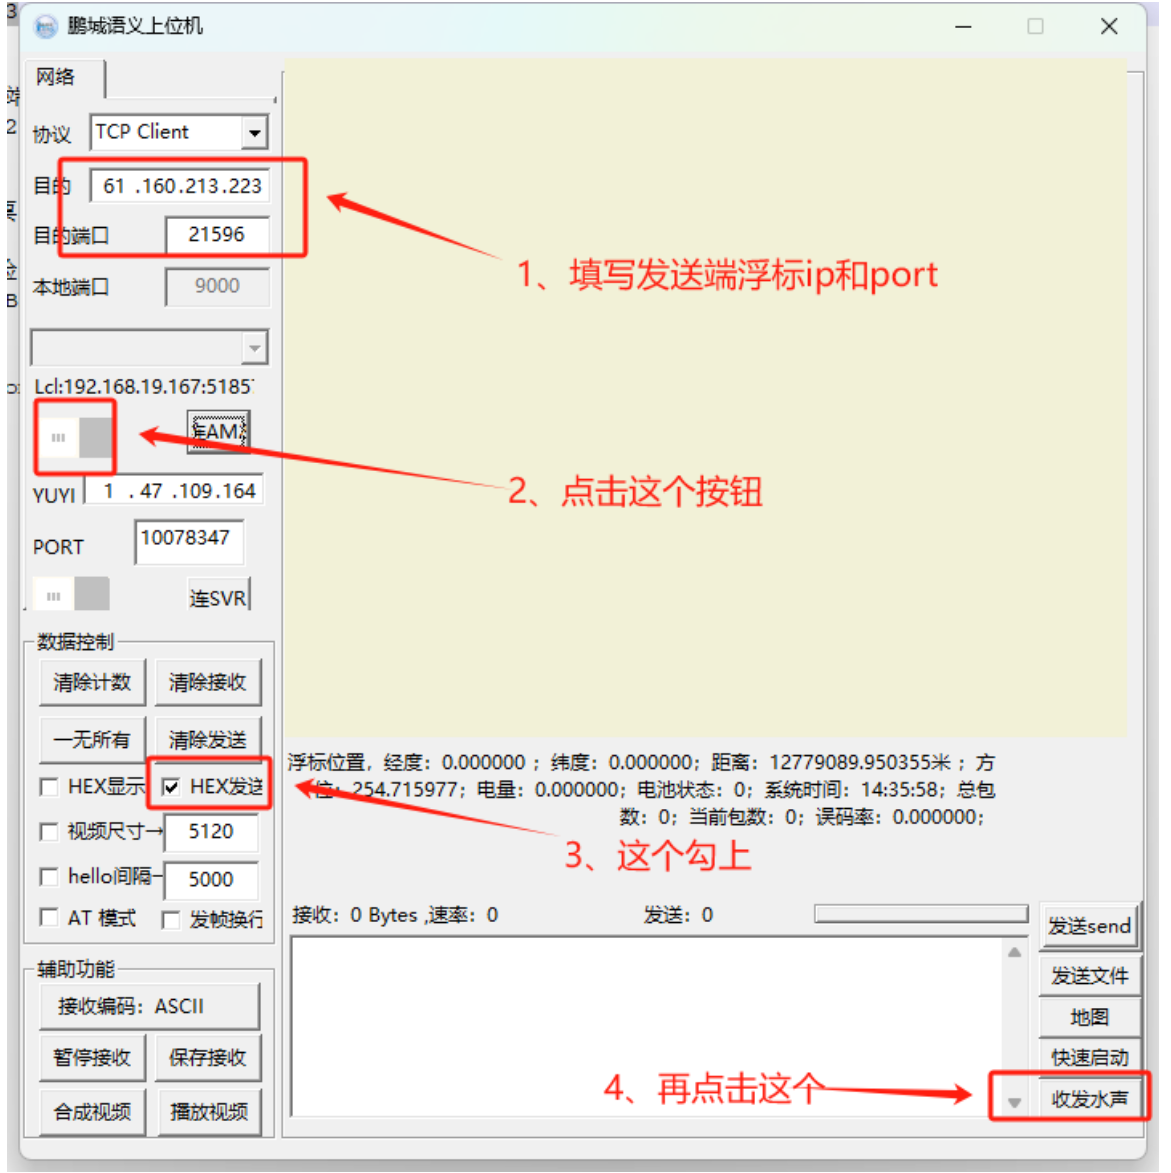 鹏城语义上位机
网络
协议 TCP Client
目的 61 .160.213.223
目的端口 21596
1、填写发送端浮标ip和port
本地端口 9000
Lcl:192.168.19.167:5185
AM
2、点击这个按钮
YUYI 1 . 47 .109.164
PORT 10078347
连SVR
数据控制
清除计数 清除接收
一无所有 清除发送
HEX显示 HEX发送
浮标位置，经度：0.000000 ；纬度：0.000000；距离：12779089.950355米 ；方
位：254.715977；电量：0.000000；电池状态：0；系统时间：14:35:58；总包
数：0；当前包数：0；误码率：0.000000；
视频尺寸→ 5120
3、这个勾上
hello间隔 5000
AT 模式 发帧换行
接收：0 Bytes ,速率：0 发送：0
发送send
辅助功能
接收编码：ASCII
发送文件
地图
暂停接收 保存接收
快速启动
4、再点击这个
收发水声
合成视频 播放视频